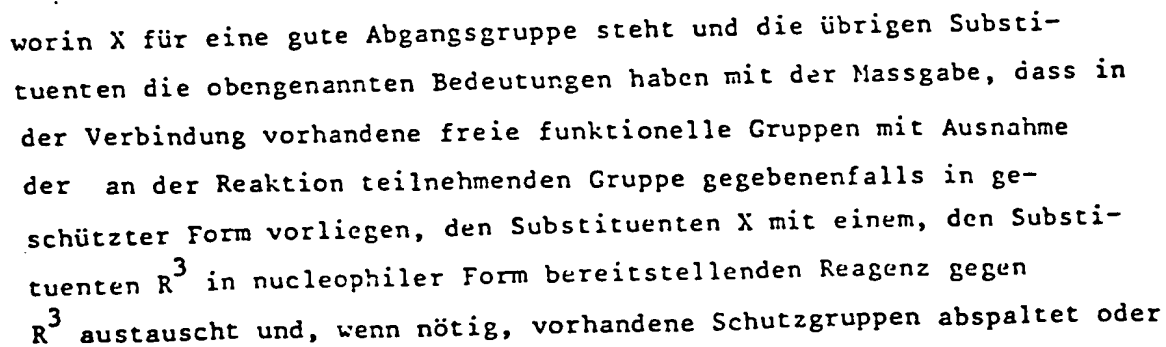 worin X für eine gute Abgangsgruppe steht und die übrigen Substi-
tuenten die obengenannten Bedeutungen haben mit der Massgabe, dass in
der Verbindung vorhandene freie funktionelle Gruppen mit Ausnahme
der an der Reaktion teilnehmenden Gruppe gegebenenfalls in ge-
schützter Form vorliegen, den Substituenten X mit einem, den Substi-
tuenten R³ in nucleophiler Form bereitstellenden Reagenz gegen
R³ austauscht und, wenn nötig, vorhandene Schutzgruppen abspaltet oder